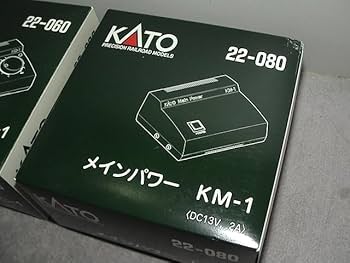 22-060
KATO
PRECISION RAILROAD MODELS
22-080
KATO Main Power
KM-1
メインパワー KM-1
〈DC13V 2A〉
-1
22-080